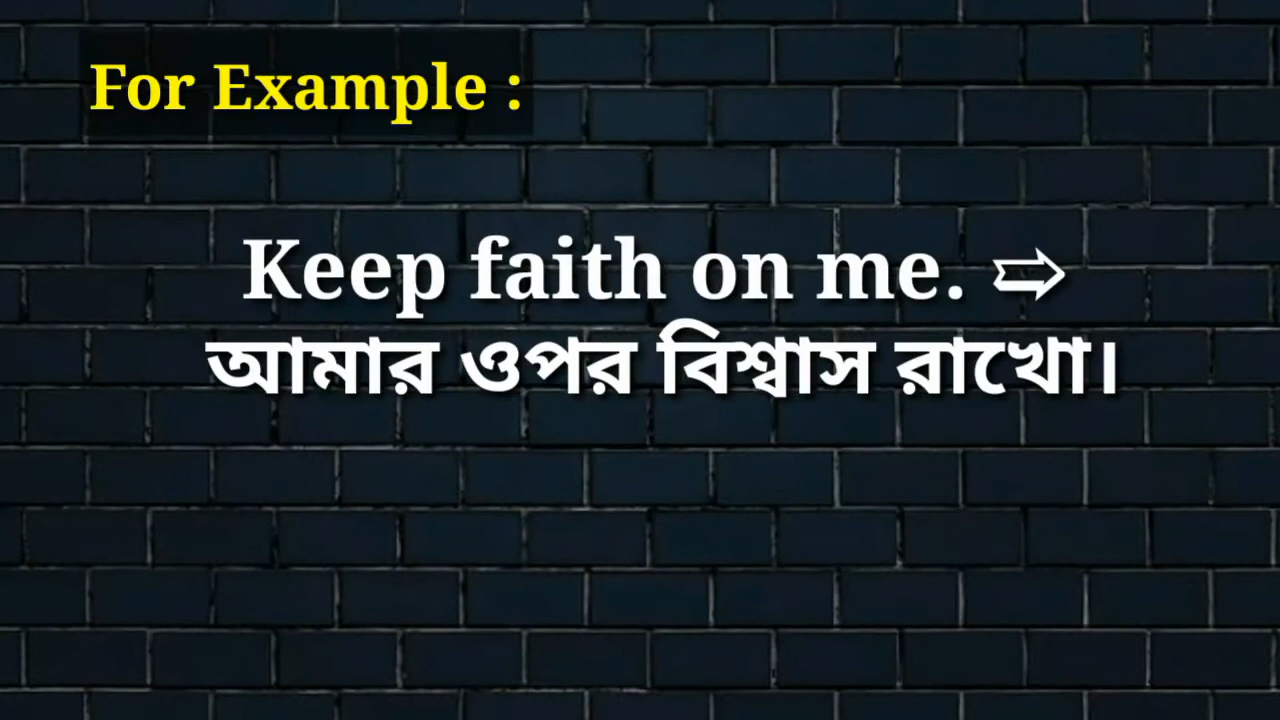 For Example :
Keep faith on me. ➯
আমার ওপর বিশ্বাস রাখো।